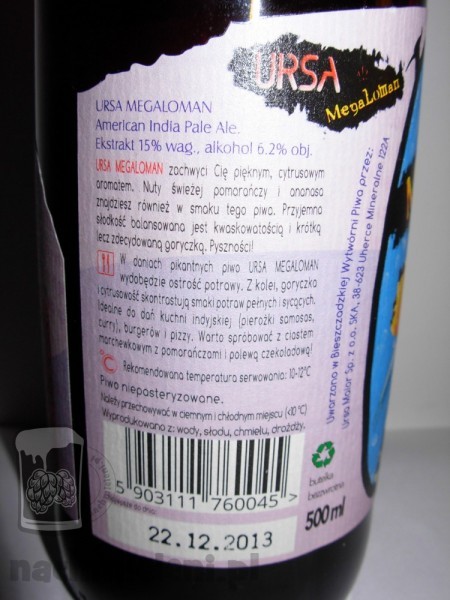 URSA
MegaLoman
URSA MEGALOMAN
American India Pale Ale.
Ekstrakt 15% wag., alkohol 6.2% obj.
URSA MEGALOMAN zachwyci Cię pięknym, cytrusowym
aromatem. Nuty świeżej pomarańczy i ananasa
znajdziesz również w smaku tego piwa. Przyjemna
słodkość balansowana jest kwaskowatością i krótką
lecz zdecydowaną goryczką. Pyszności!
W daniach pikantnych piwo URSA MEGALOMAN
wydobędzie ostrość potrawy. Z kolei, goryczka
i cytrusowość skontrastują smaki potraw pełnych i sycących.
Idealne do dań kuchni indyjskiej (pierożki samosas,
curry), burgerów i pizzy. Warto spróbować z ciastem
marchewkowym z pomarańczami i polewą czekoladową!
°C Rekomendowana temperatura serwowania: 10-12°C
Piwo niepasteryzowane.
Należy przechowywać w ciemnym i chłodnym miejscu (<10°C)
Wyprodukowano z: wody, słodu, chmielu, drożdży.
5 903111 760045 >
22.12.2013
butelka
bezzwrotna
500ml
Uwarzono w Bieszczadzkiej Wytwórni Piwa przez:
Ursa Maior Sp. z o.o. SKA, 38-623 Uherce Mineralne 122A